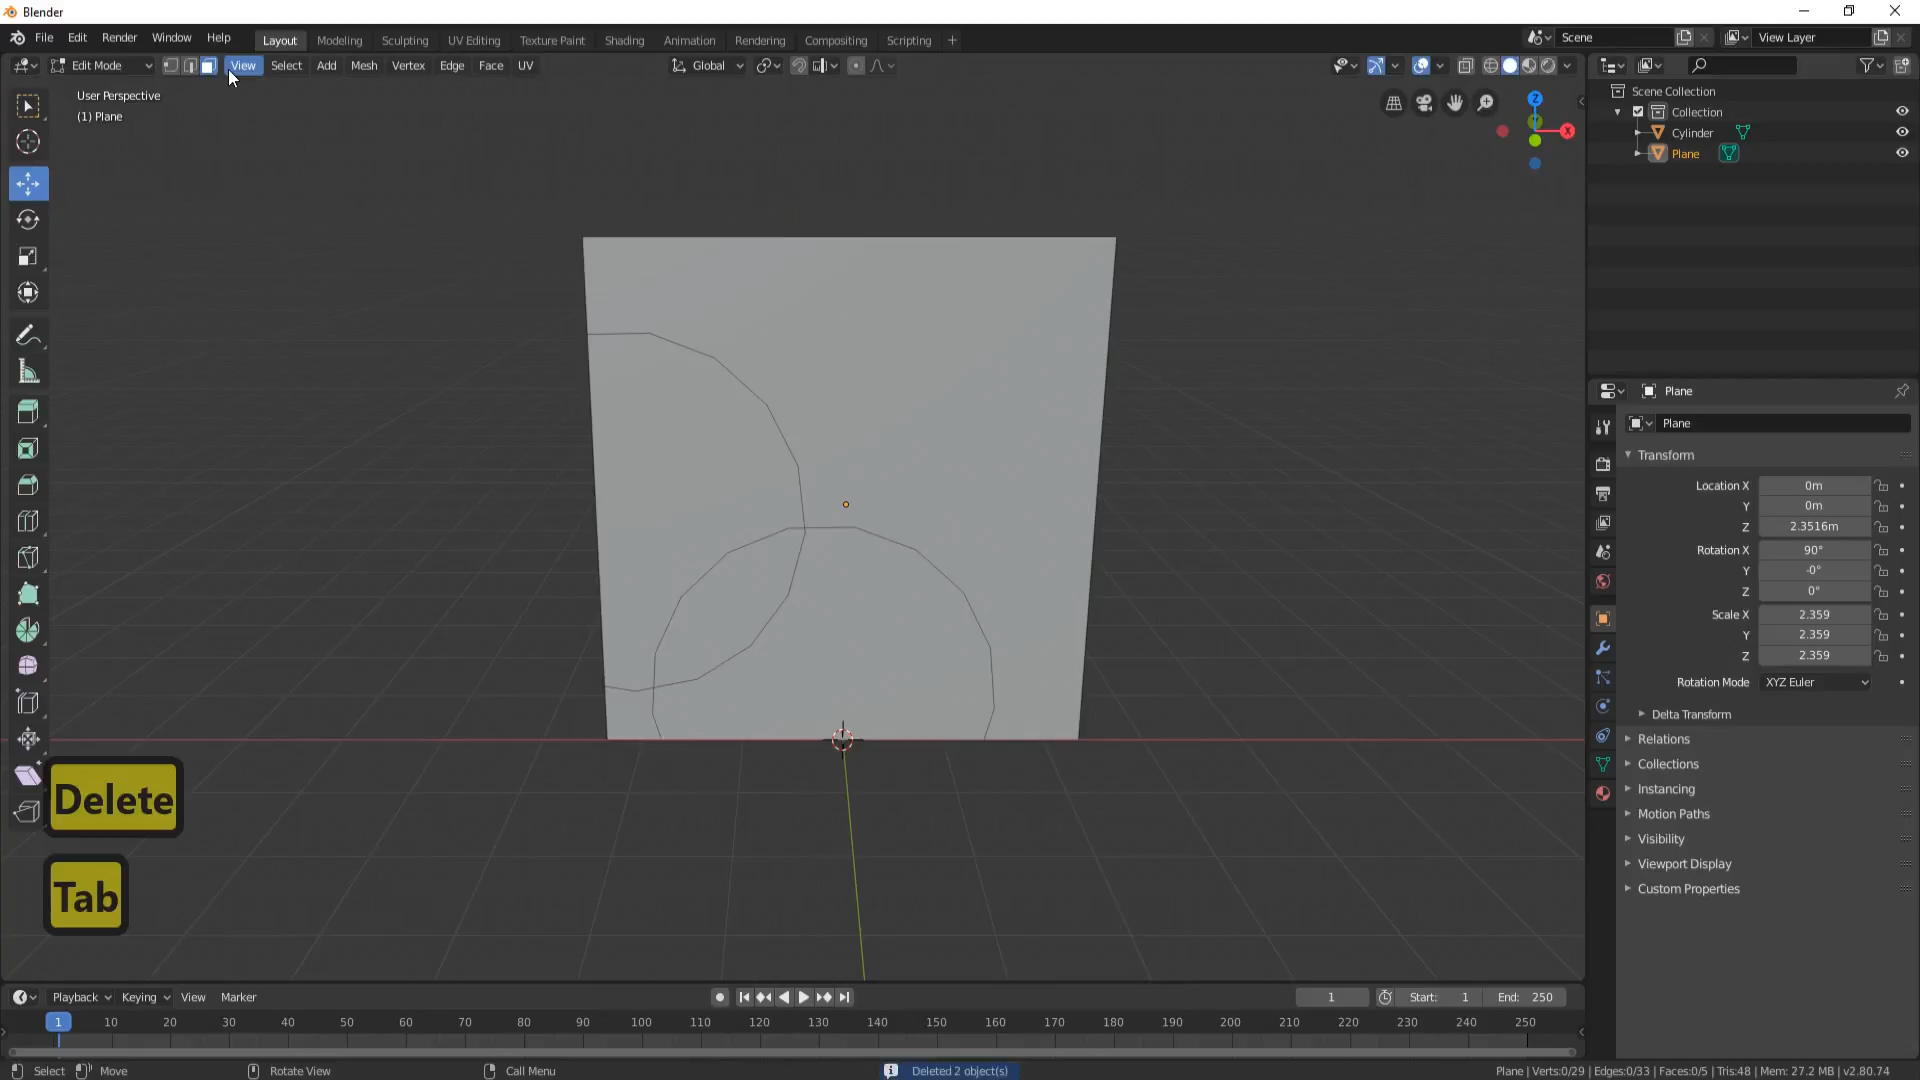 Blender
File Edit Render Window Help
Layout Modeling Sculpting UV Editing Texture Paint Shading Animation Rendering Compositing Scripting +
Scene
View Layer
Edit Mode View Select Add Mesh Vertex Edge Face UV
Global
User Perspective
(1) Plane
Z
X
Scene Collection
Collection
Cylinder
Plane
Plane
Plane
Transform
Location X 0m
Y 0m
Z 2.3516m
Rotation X 90°
Y -0°
Z 0°
Scale X 2.359
Y 2.359
Z 2.359
Rotation Mode XYZ Euler
Delta Transform
Relations
Collections
Instancing
Motion Paths
Visibility
Viewport Display
Custom Properties
Delete
Tab
Playback Keying View Marker
1 Start: 1 End: 250
1 10 20 30 40 50 60 70 80 90 100 110 120 130 140 150 160 170 180 190 200 210 220 230 240 250
Select Move Rotate View Call Menu Deleted 2 object(s) Plane | Verts:0/29 | Edges:0/33 | Faces:0/5 | Tris:48 | Mem: 27.2 MB | v2.80.74